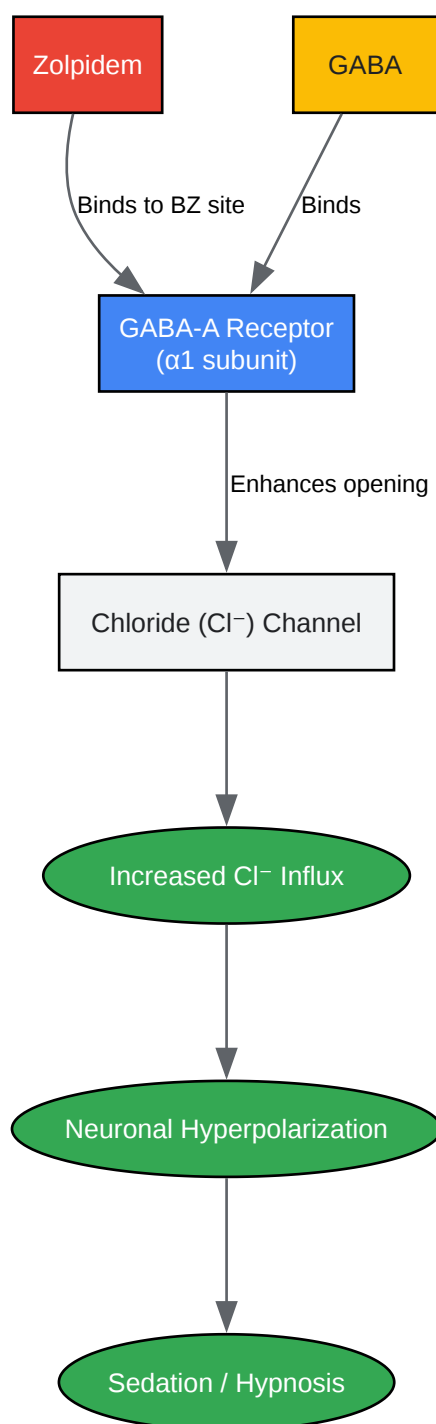 Zolpidem
GABA
Binds to BZ site
Binds
GABA-A Receptor
(α1 subunit)
Enhances opening
Chloride (Cl⁻) Channel
Increased Cl⁻ Influx
Neuronal Hyperpolarization
Sedation / Hypnosis